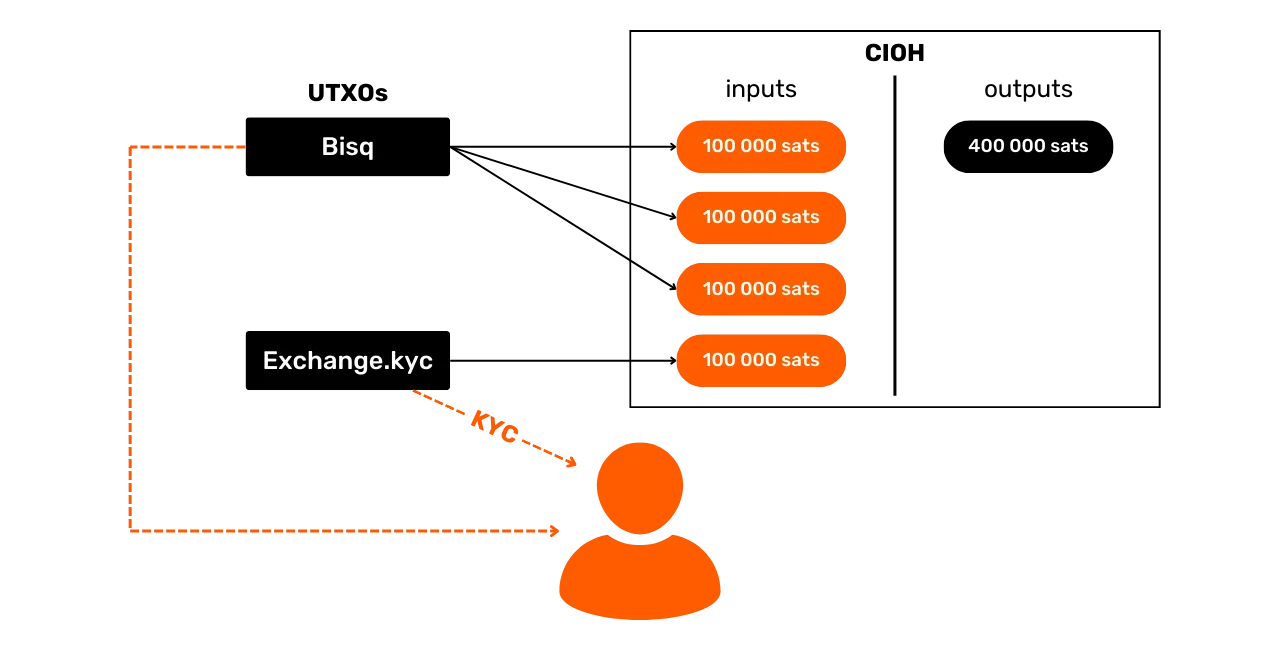 CIOH
inputs
outputs
UTXOs
Bisq
100 000 sats
400 000 sats
100 000 sats
100 000 sats
Exchange.kyc
100 000 sats
KYC